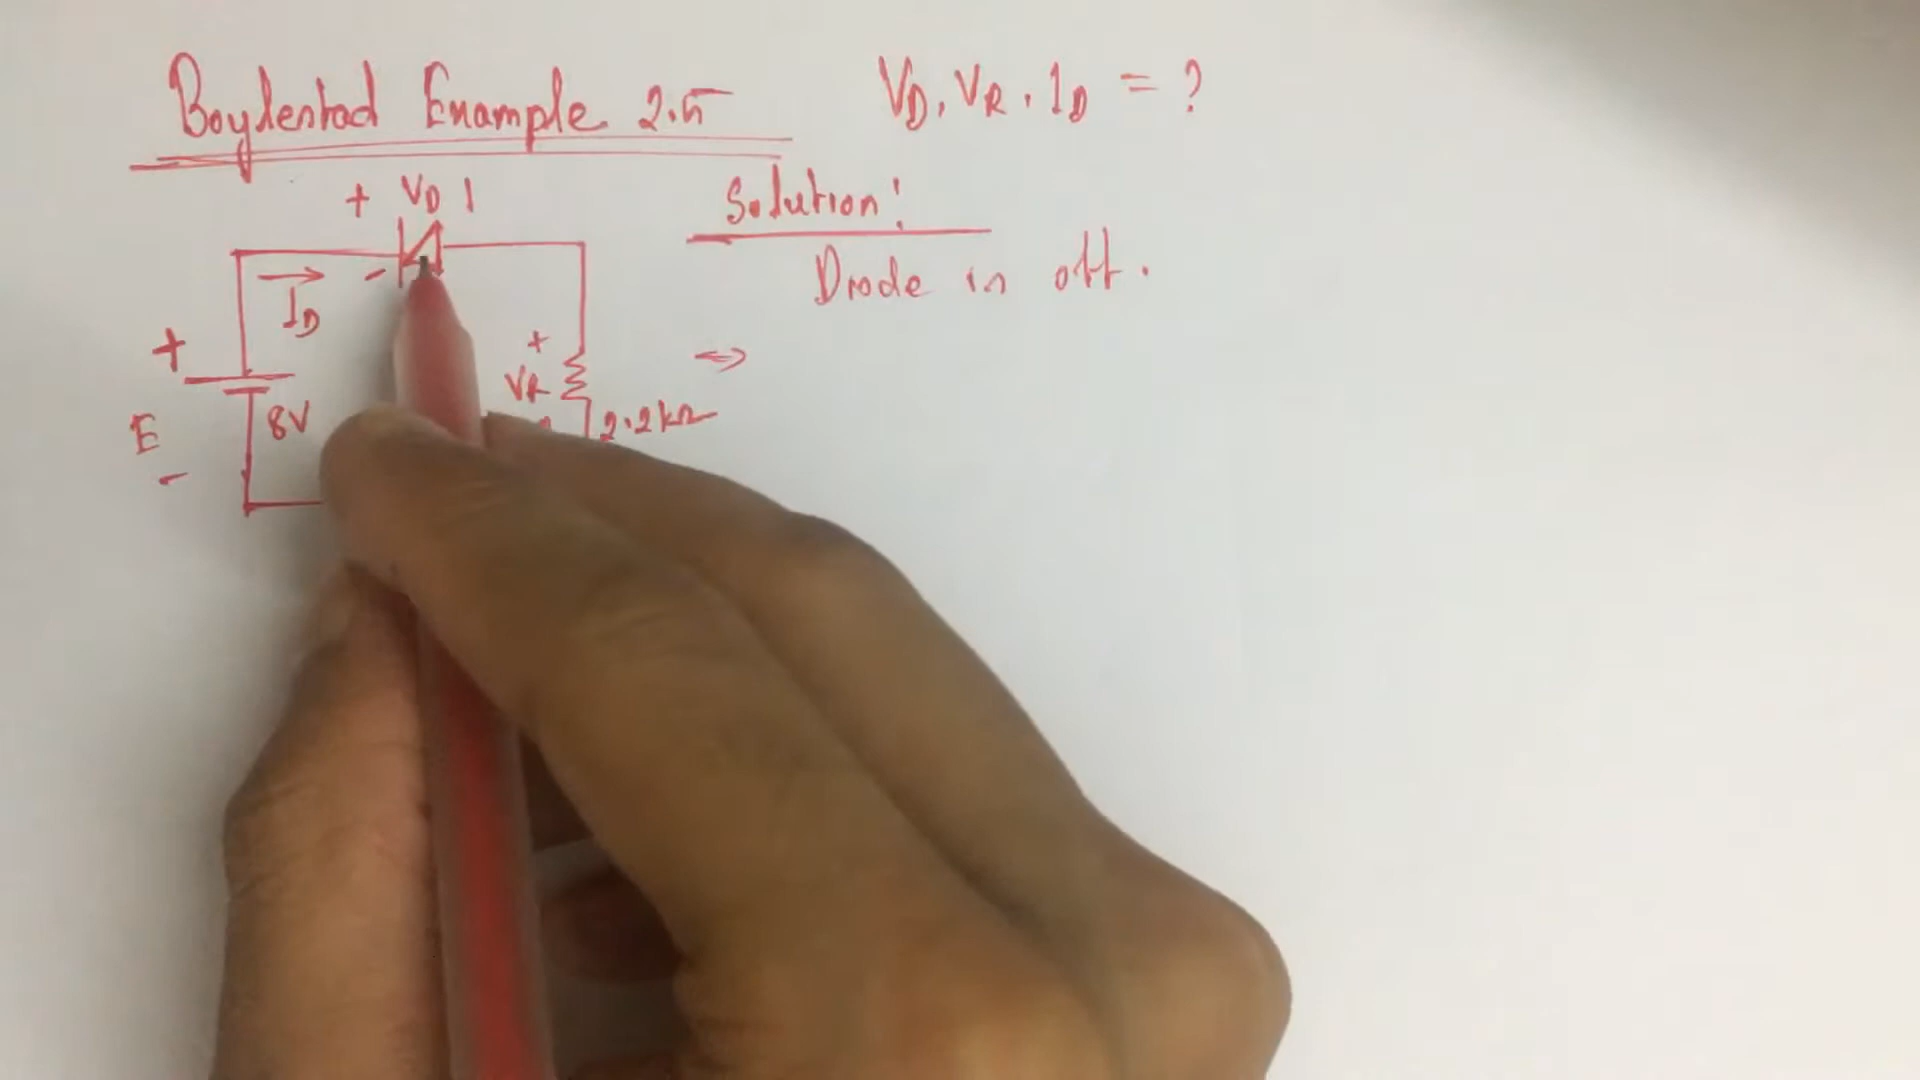 Boylestad Example 2.5
VD, VR, ID = ?
Solution:
+ VD
Diode is off.
-
ID
+
+
⇒
VR
8V
2.2kΩ
E
-